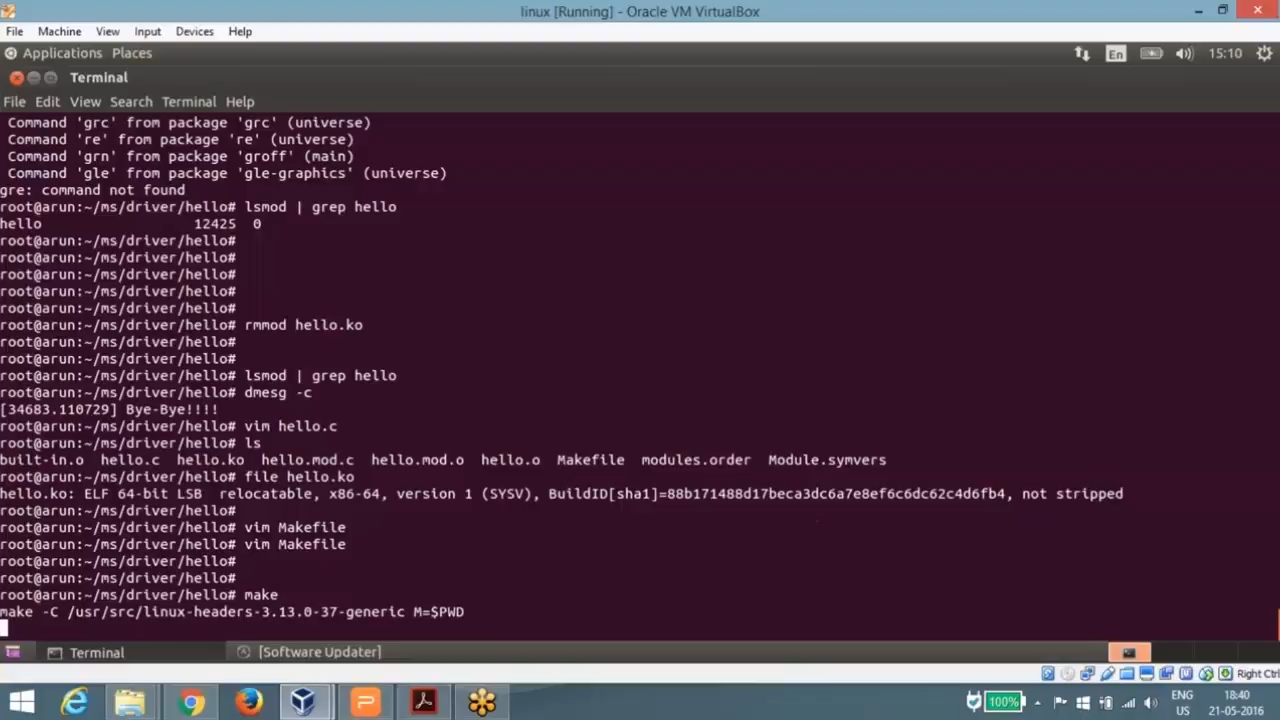 linux [Running] - Oracle VM VirtualBox
File Machine View Input Devices Help
Applications Places En 15:10
Terminal
File Edit View Search Terminal Help
Command 'grc' from package 'grc' (universe)
Command 're' from package 're' (universe)
Command 'grn' from package 'groff' (main)
Command 'gle' from package 'gle-graphics' (universe)
gre: command not found
root@arun:~/ms/driver/hello# lsmod | grep hello
hello 12425 0
root@arun:~/ms/driver/hello#
root@arun:~/ms/driver/hello#
root@arun:~/ms/driver/hello#
root@arun:~/ms/driver/hello#
root@arun:~/ms/driver/hello#
root@arun:~/ms/driver/hello# rmmod hello.ko
root@arun:~/ms/driver/hello#
root@arun:~/ms/driver/hello#
root@arun:~/ms/driver/hello# lsmod | grep hello
root@arun:~/ms/driver/hello# dmesg -c
[34683.110729] Bye-Bye!!!!
root@arun:~/ms/driver/hello# vim hello.c
root@arun:~/ms/driver/hello# ls
built-in.o hello.c hello.ko hello.mod.c hello.mod.o hello.o Makefile modules.order Module.symvers
root@arun:~/ms/driver/hello# file hello.ko
hello.ko: ELF 64-bit LSB relocatable, x86-64, version 1 (SYSV), BuildID[sha1]=88b171488d17beca3dc6a7e8ef6c6dc62c4d6fb4, not stripped
root@arun:~/ms/driver/hello#
root@arun:~/ms/driver/hello# vim Makefile
root@arun:~/ms/driver/hello# vim Makefile
root@arun:~/ms/driver/hello#
root@arun:~/ms/driver/hello#
root@arun:~/ms/driver/hello# make
make -C /usr/src/linux-headers-3.13.0-37-generic M=$PWD
Terminal [Software Updater]
Right Ctrl
100% ENG 18:40
US 21-05-2016